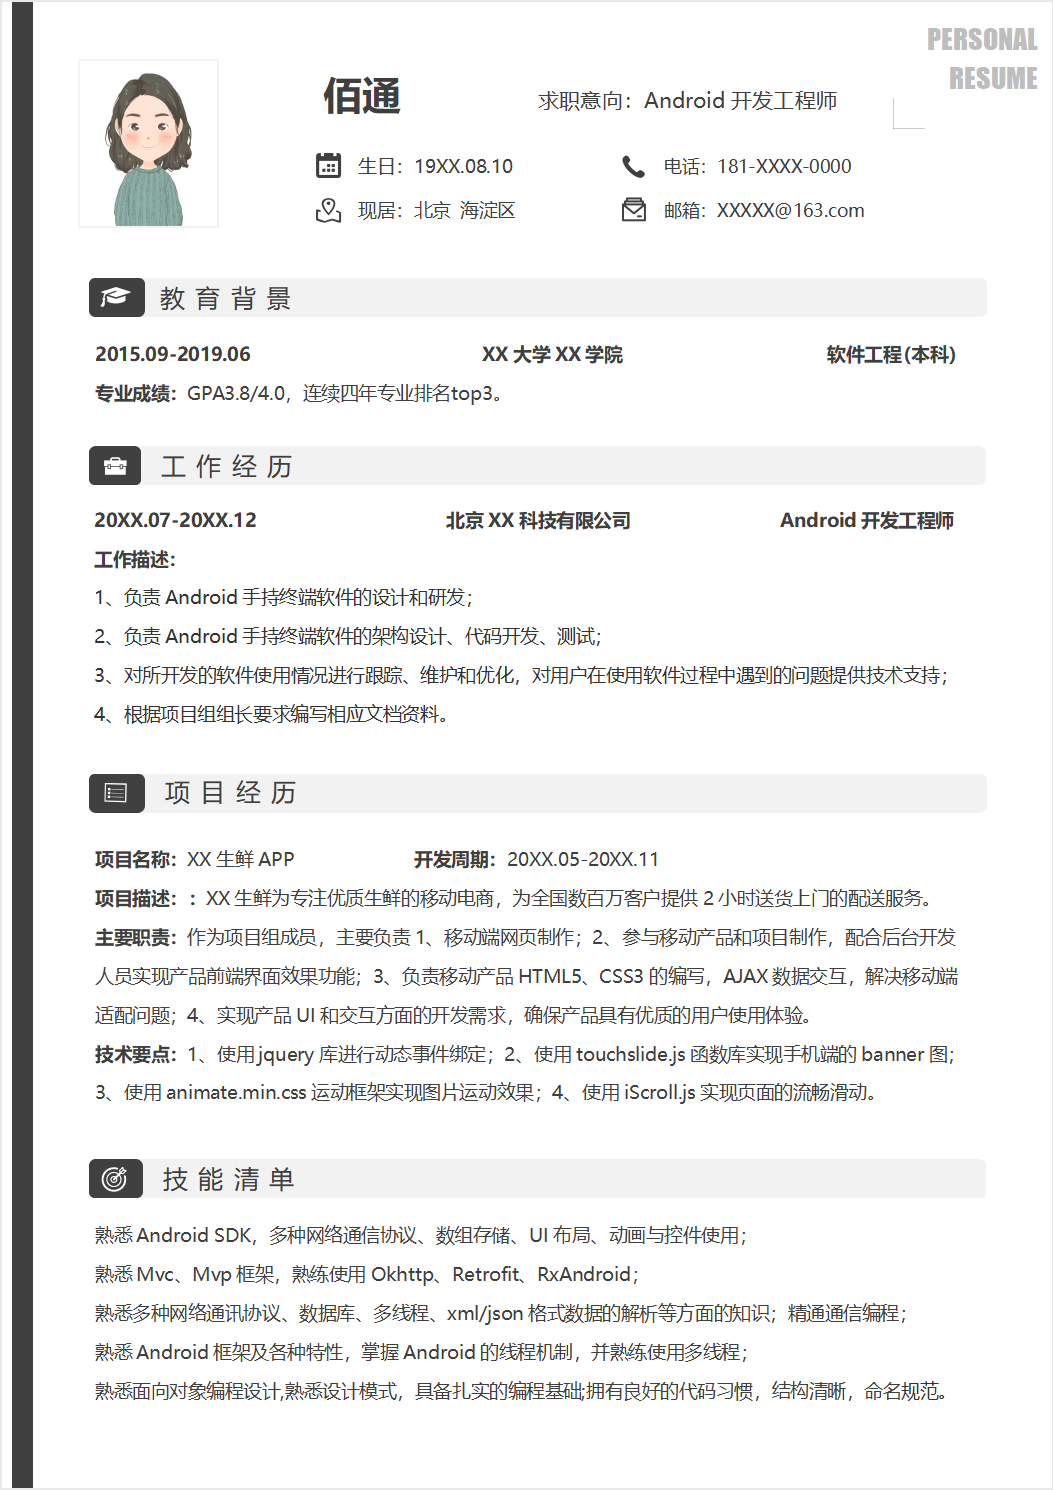 PERSONAL
RESUME
佰通
求职意向：Android 开发工程师
生日：19XX.08.10
电话：181-XXXX-0000
现居：北京 海淀区
邮箱：XXXXX@163.com
教育背景
2015.09-2019.06 XX 大学 XX 学院 软件工程(本科)
专业成绩：GPA3.8/4.0，连续四年专业排名top3。
工作经历
20XX.07-20XX.12 北京 XX 科技有限公司 Android 开发工程师
工作描述：
1、负责 Android 手持终端软件的设计和研发；
2、负责 Android 手持终端软件的架构设计、代码开发、测试；
3、对所开发的软件使用情况进行跟踪、维护和优化，对用户在使用软件过程中遇到的问题提供技术支持；
4、根据项目组组长要求编写相应文档资料。
项目经历
项目名称：XX 生鲜 APP 开发周期：20XX.05-20XX.11
项目描述：：XX 生鲜为专注优质生鲜的移动电商，为全国数百万客户提供 2 小时送货上门的配送服务。
主要职责：作为项目组成员，主要负责 1、移动端网页制作；2、参与移动产品和项目制作，配合后台开发
人员实现产品前端界面效果功能；3、负责移动产品 HTML5、CSS3 的编写，AJAX 数据交互，解决移动端
适配问题；4、实现产品 UI 和交互方面的开发需求，确保产品具有优质的用户使用体验。
技术要点：1、使用 jquery 库进行动态事件绑定；2、使用 touchslide.js 函数库实现手机端的 banner 图；
3、使用 animate.min.css 运动框架实现图片运动效果；4、使用 iScroll.js 实现页面的流畅滑动。
技能清单
熟悉 Android SDK，多种网络通信协议、数组存储、UI 布局、动画与控件使用；
熟悉 Mvc、Mvp 框架，熟练使用 Okhttp、Retrofit、RxAndroid；
熟悉多种网络通讯协议、数据库、多线程、xml/json 格式数据的解析等方面的知识；精通通信编程；
熟悉 Android 框架及各种特性，掌握 Android 的线程机制，并熟练使用多线程；
熟悉面向对象编程设计,熟悉设计模式，具备扎实的编程基础;拥有良好的代码习惯，结构清晰，命名规范。